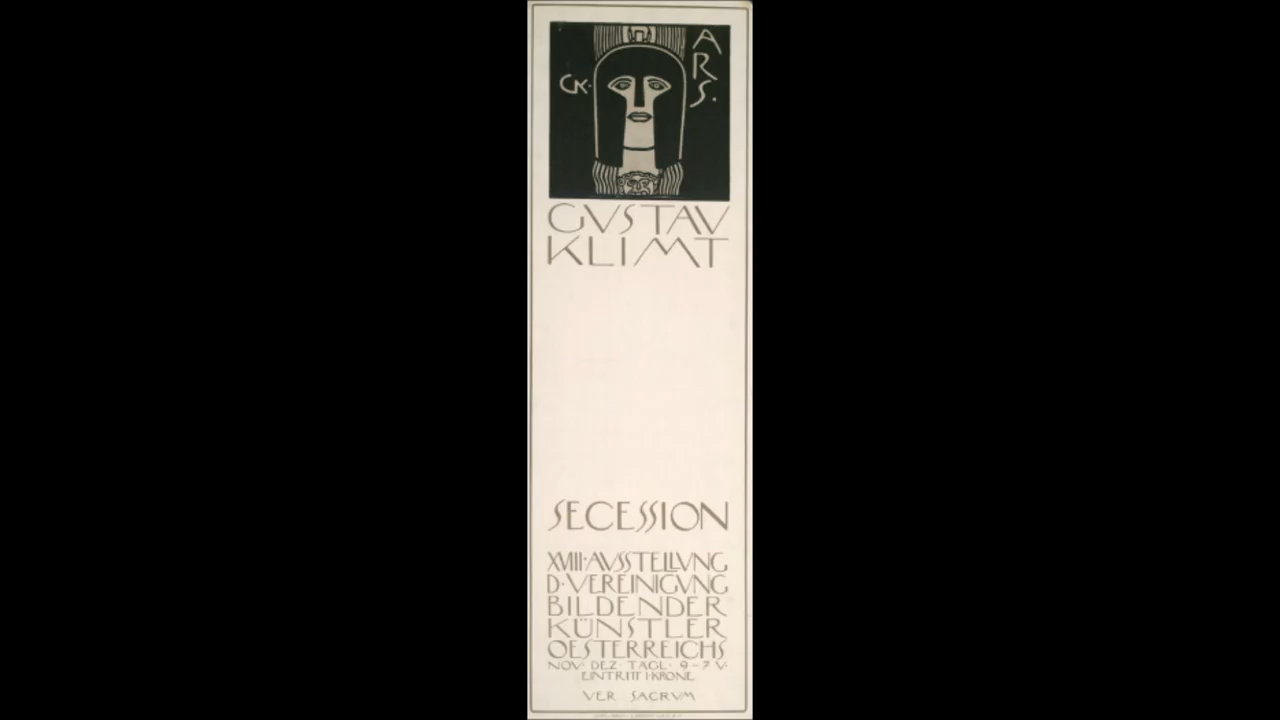 GK.
ARS.
GVSTAV
KLIMT
SECESSION
XVIII·AVSSTELLVNG
D·VEREINIGVNG
BILDENDER
KÜNSTLER
OESTERREICHS
NOV· DEZ· TAGL· 9-7 V·
EINTRITT 1·KRONE
VER SACRVM